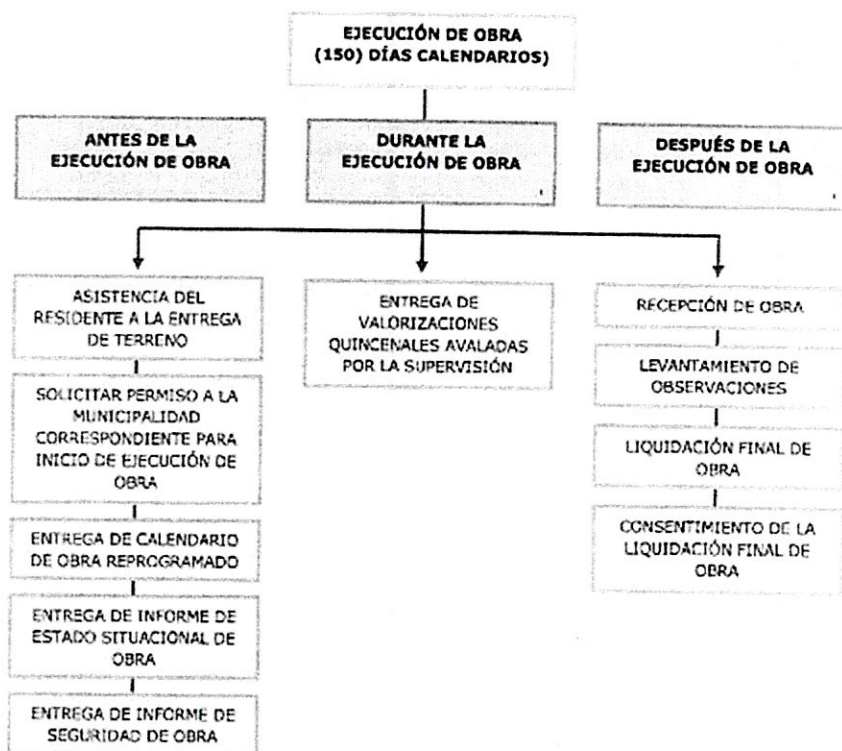 EJECUCIÓN DE OBRA
(150) DÍAS CALENDARIOS)
ANTES DE LA
EJECUCIÓN DE OBRA
DURANTE LA
EJECUCIÓN DE OBRA
DESPUÉS DE LA
EJECUCIÓN DE OBRA
ASISTENCIA DEL
RESIDENTE A LA ENTREGA
DE TERRENO
SOLICITAR PERMISO A LA
MUNICIPALIDAD
CORRESPONDIENTE PARA
INICIO DE EJECUCIÓN DE
OBRA
ENTREGA DE CALENDARIO
DE OBRA REPROGRAMADO
ENTREGA DE INFORME DE
ESTADO SITUACIONAL DE
OBRA
ENTREGA DE INFORME DE
SEGURIDAD DE OBRA
ENTREGA DE
VALORIZACIONES
QUINCENALES AVALADAS
POR LA SUPERVISIÓN
RECEPCIÓN DE OBRA
LEVANTAMIENTO DE
OBSERVACIONES
LIQUIDACIÓN FINAL DE
OBRA
CONSENTIMIENTO DE LA
LIQUIDACIÓN FINAL DE
OBRA